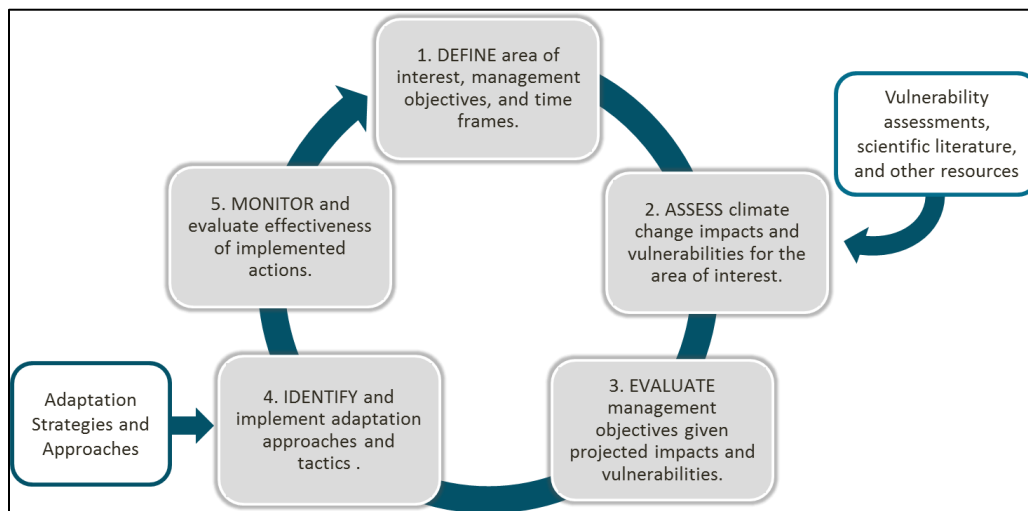 1. DEFINE area of
interest, management
objectives, and time
frames.
Vulnerability
assessments,
scientific literature,
and other resources
2. ASSESS climate
change impacts and
vulnerabilities for the
area of interest.
3. EVALUATE
management
objectives given
projected impacts and
vulnerabilities.
4. IDENTIFY and
implement adaptation
approaches and
tactics .
Adaptation
Strategies and
Approaches
5. MONITOR and
evaluate effectiveness
of implemented
actions.